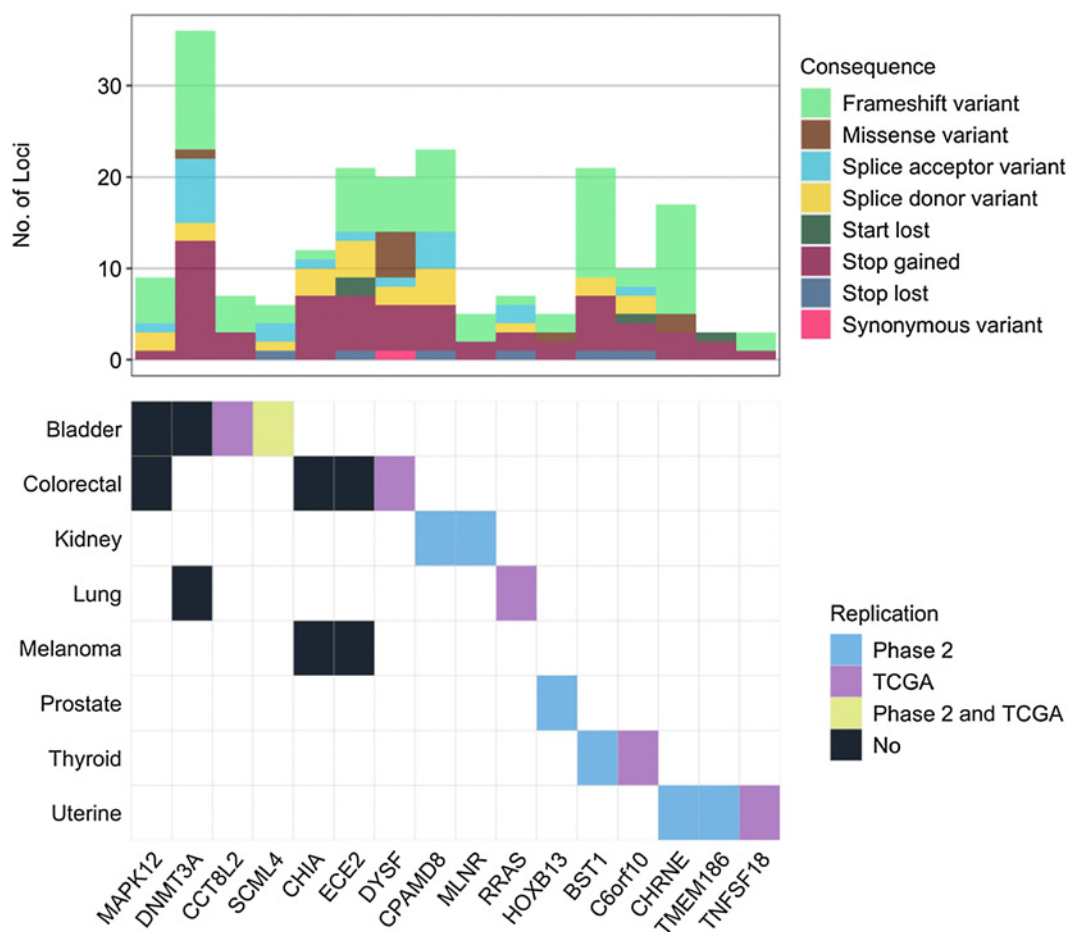 No. of Loci
30
20
10
0
Consequence
Frameshift variant
Missense variant
Splice acceptor variant
Splice donor variant
Start lost
Stop gained
Stop lost
Synonymous variant
Bladder
Colorectal
Kidney
Lung
Melanoma
Prostate
Thyroid
Uterine
Replication
Phase 2
TCGA
Phase 2 and TCGA
No
MAPK12
DNMT3A
CCT8L2
SCML4
CHIA
ECE2
DYSF
CPAMD8
MLNR
RRAS
HOXB13
BST1
C6orf10
CHRNE
TMEM186
TNFSF18